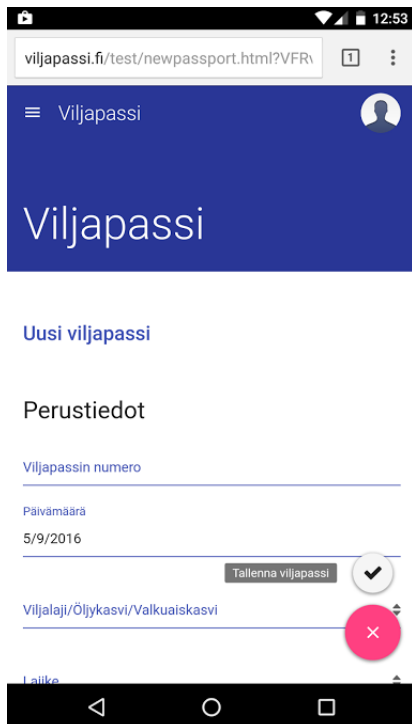 12:53
viljapassi.fi/test/newpassport.html?VFR
1
Viljapassi
Viljapassi
Uusi viljapassi
Perustiedot
Viljapassin numero
Päivämäärä
5/9/2016
Tallenna viljapassi
Viljalaji/Öljykasvi/Valkuaiskasvi
Lajike